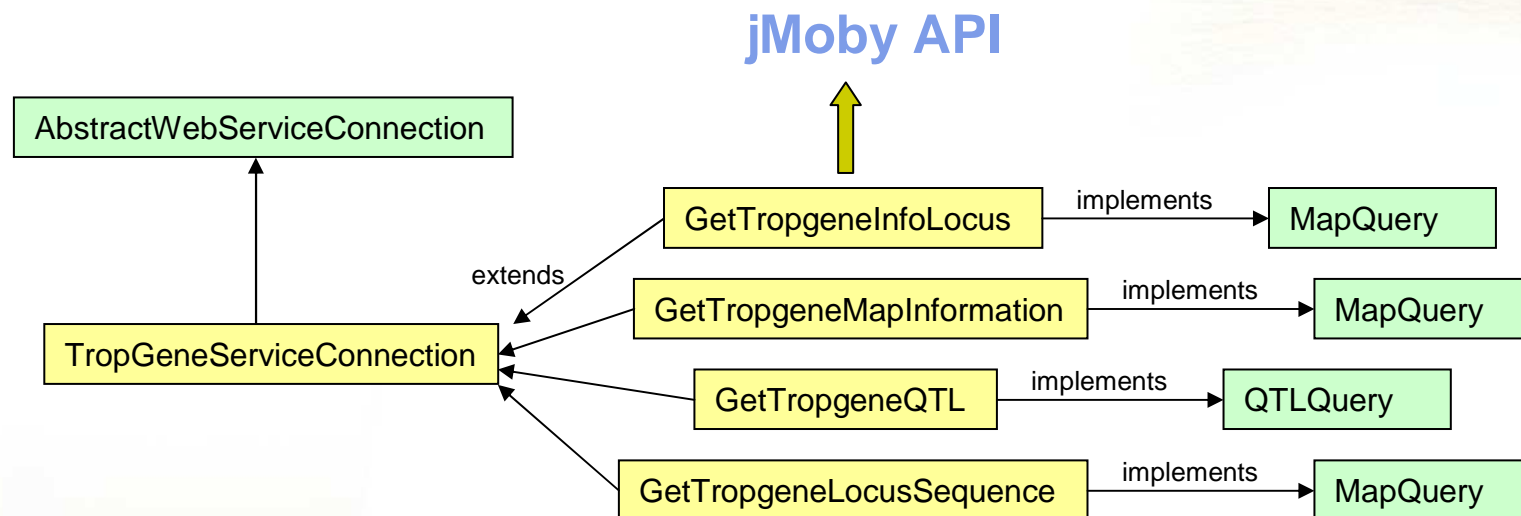 jMoby API
AbstractWebServiceConnection
GetTropgeneInfoLocus
implements
MapQuery
extends
GetTropgeneMapInformation
implements
MapQuery
TropGeneServiceConnection
GetTropgeneQTL
implements
QTLQuery
GetTropgeneLocusSequence
implements
MapQuery